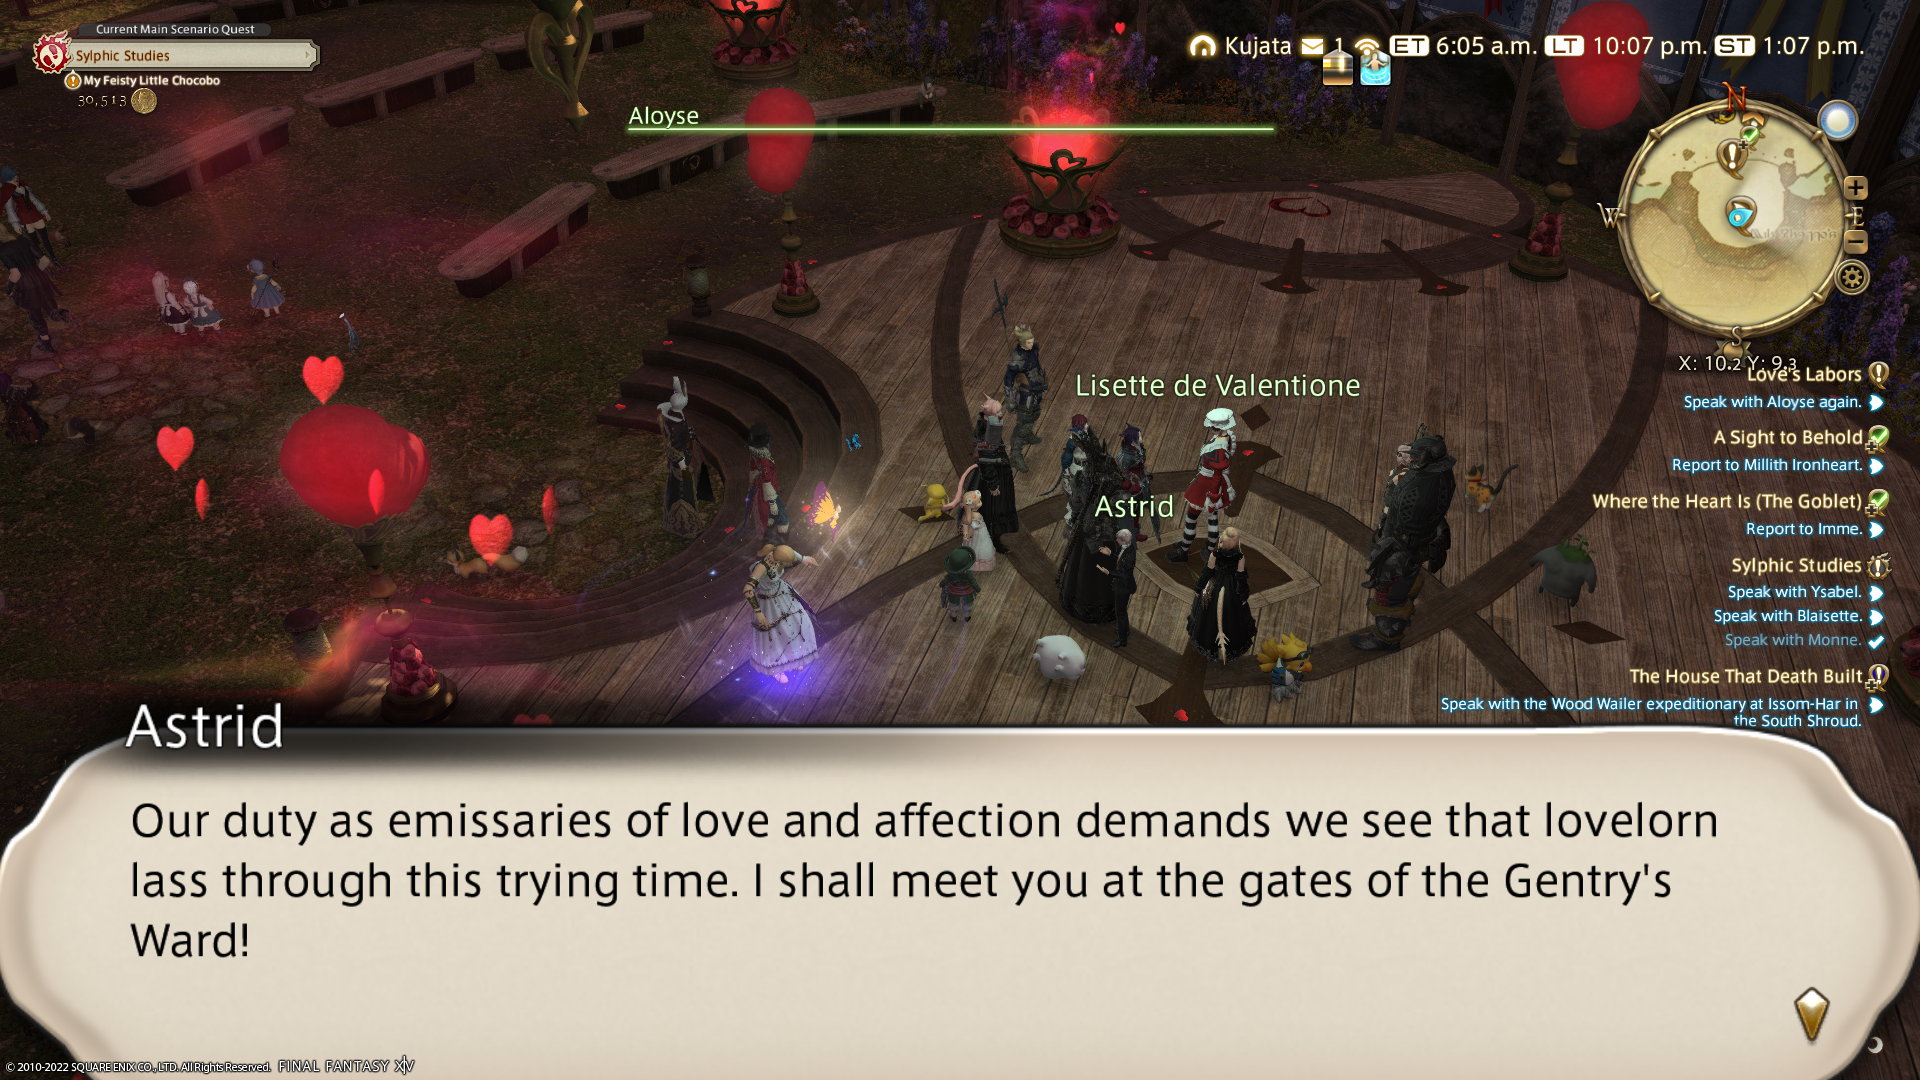 Current Main Scenario Quest
Sylphic Studies
My Feisty Little Chocobo
30,513
Kujata 1 ET 6:05 a.m. LT 10:07 p.m. ST 1:07 p.m.
Aloyse
N
W
E
S
X: 10.2 Y: 9.3
Love's Labors
Speak with Aloyse again.
A Sight to Behold
Report to Millith Ironheart.
Where the Heart Is (The Goblet)
Report to Imme.
Sylphic Studies
Speak with Ysabel.
Speak with Blaisette.
Speak with Monne.
The House That Death Built
Speak with the Wood Wailer expeditionary at Issom-Har in
the South Shroud.
Lisette de Valentione
Astrid
Astrid
Our duty as emissaries of love and affection demands we see that lovelorn
lass through this trying time. I shall meet you at the gates of the Gentry's
Ward!
© 2010-2022 SQUARE ENIX CO., LTD. All Rights Reserved. FINAL FANTASY XIV